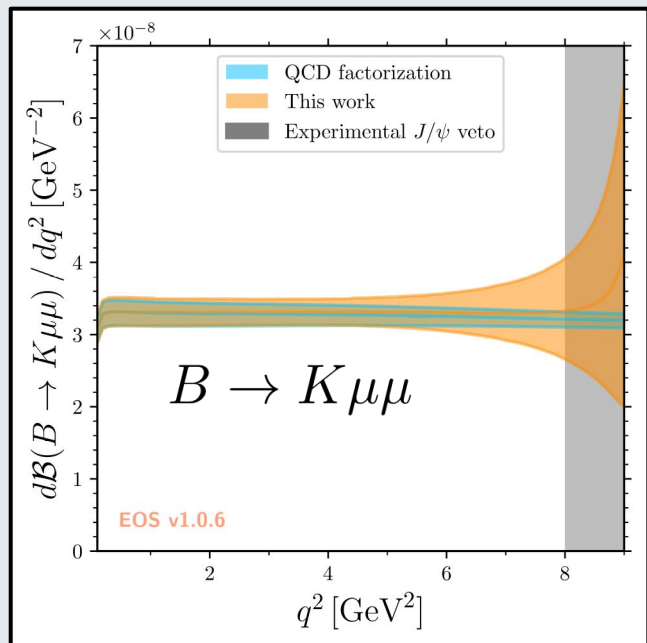 ×10⁻⁸
QCD factorization
This work
Experimental J/ψ veto
dB(B → Kμμ) / dq² [GeV⁻²]
7
6
5
4
3
2
1
0
B → Kμμ
EOS v1.0.6
2 4 6 8
q² [GeV²]